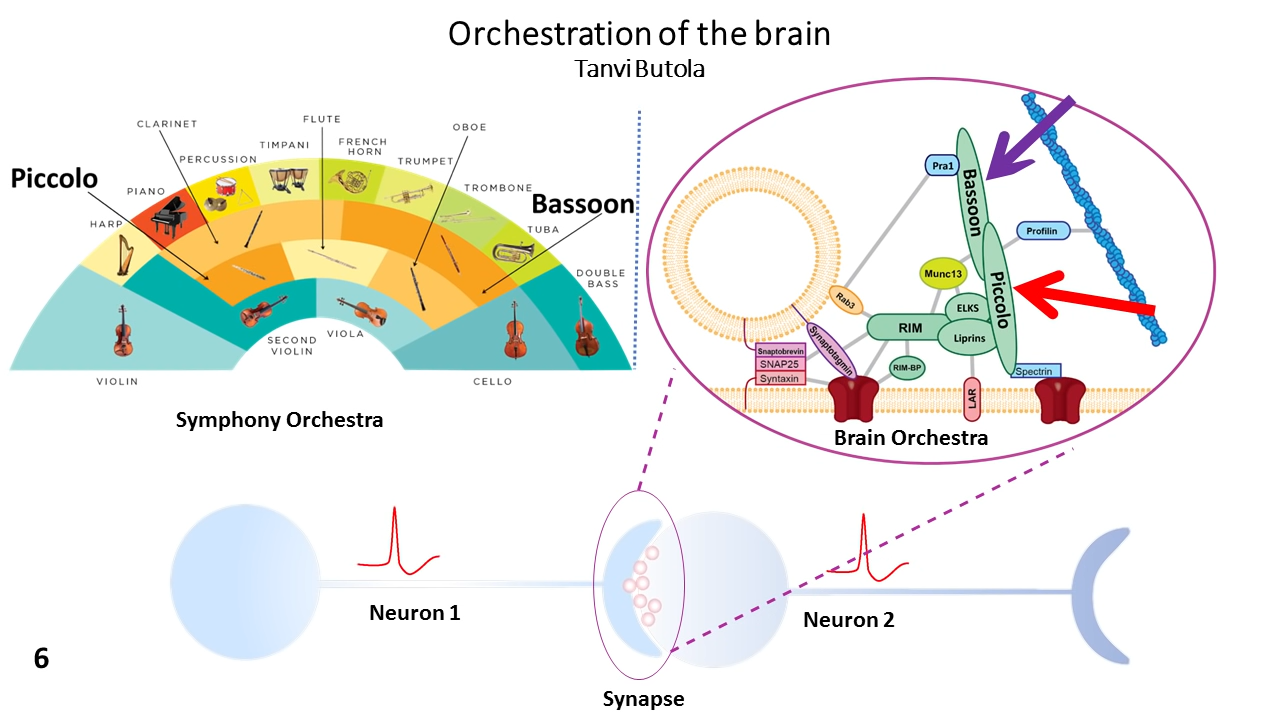 Orchestration of the brain
Tanvi Butola
CLARINET
FLUTE
OBOE
PERCUSSION
TIMPANI
FRENCH
HORN
TRUMPET
Piccolo
PIANO
TROMBONE
Bassoon
HARP
TUBA
DOUBLE
BASS
SECOND
VIOLIN
VIOLA
VIOLIN
CELLO
Symphony Orchestra
Pra1
Bassoon
Profilin
Munc13
Piccolo
Rab3
ELKS
RIM
Liprins
Synaptotagmin
Snaptobrevin
SNAP25
Syntaxin
RIM-BP
Spectrin
LAR
Brain Orchestra
Neuron 1
Neuron 2
6
Synapse